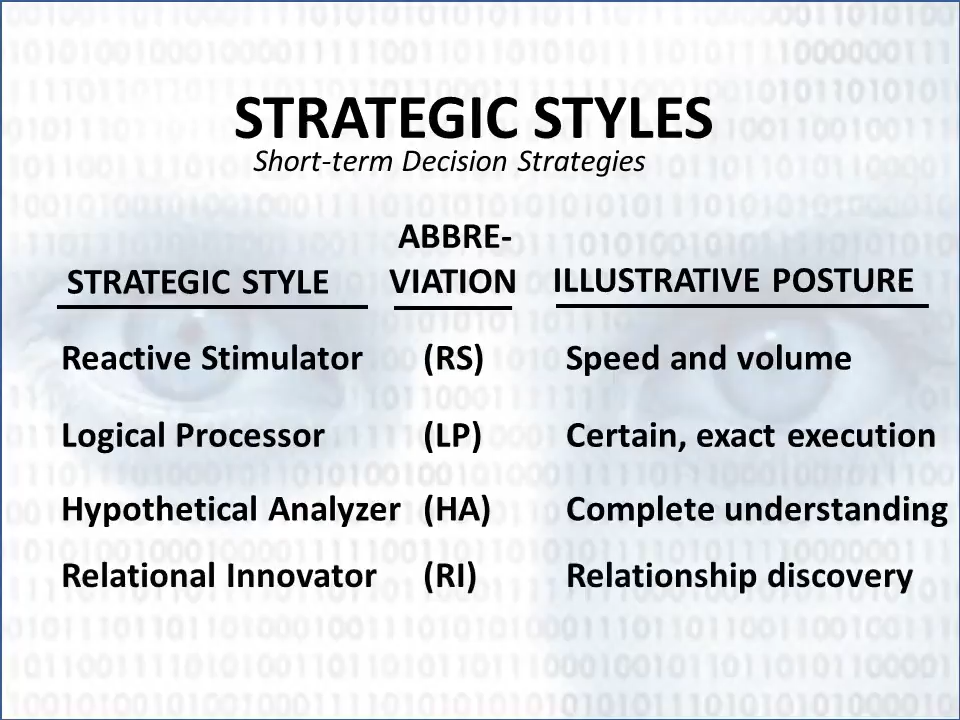 STRATEGIC STYLES
Short-term Decision Strategies
ABBRE-
STRATEGIC STYLE VIATION ILLUSTRATIVE POSTURE
Reactive Stimulator (RS) Speed and volume
Logical Processor (LP) Certain, exact execution
Hypothetical Analyzer (HA) Complete understanding
Relational Innovator (RI) Relationship discovery